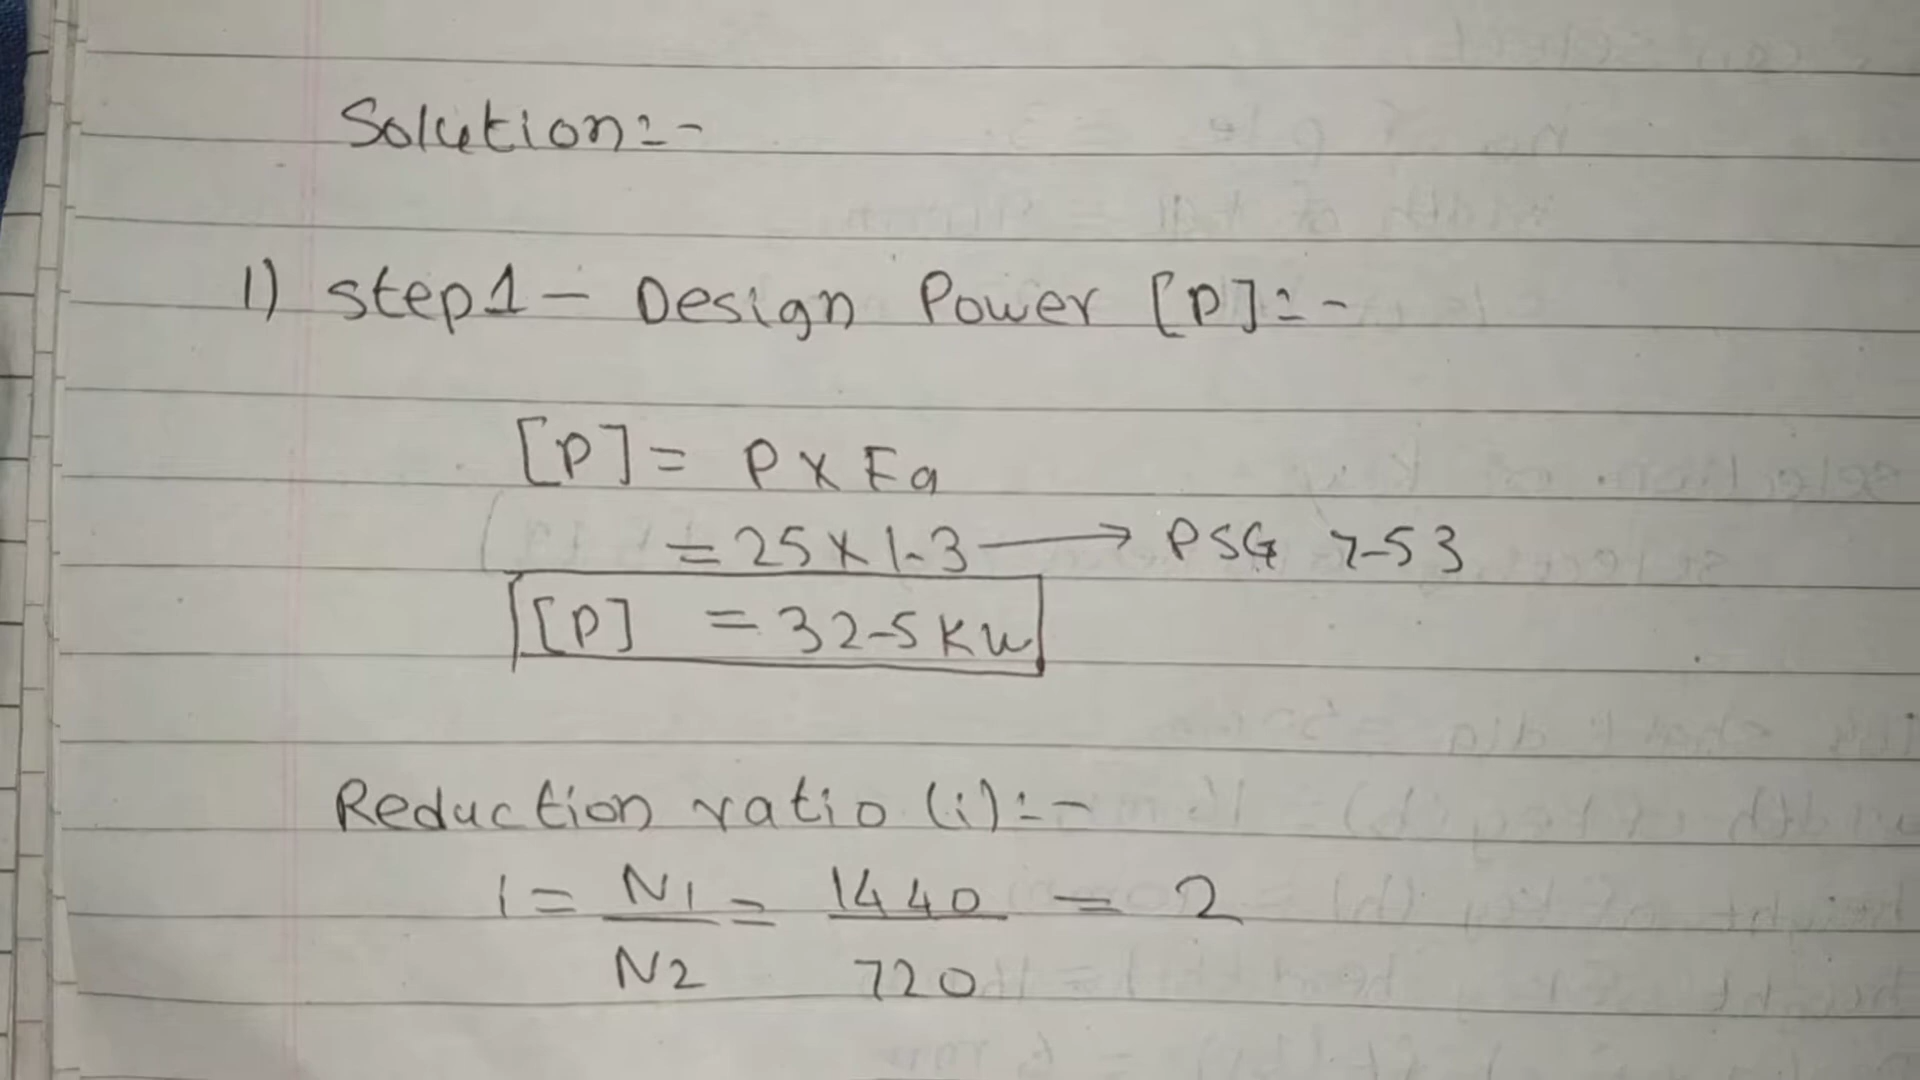 Solution:-
1) step1 - Design Power [P]:-
[P] = P X Fa
= 25 X 1.3 → PSG 7.53
[P] = 32.5 Kw
Reduction ratio (i):-
i = N1 / N2 = 1440 / 720 = 2